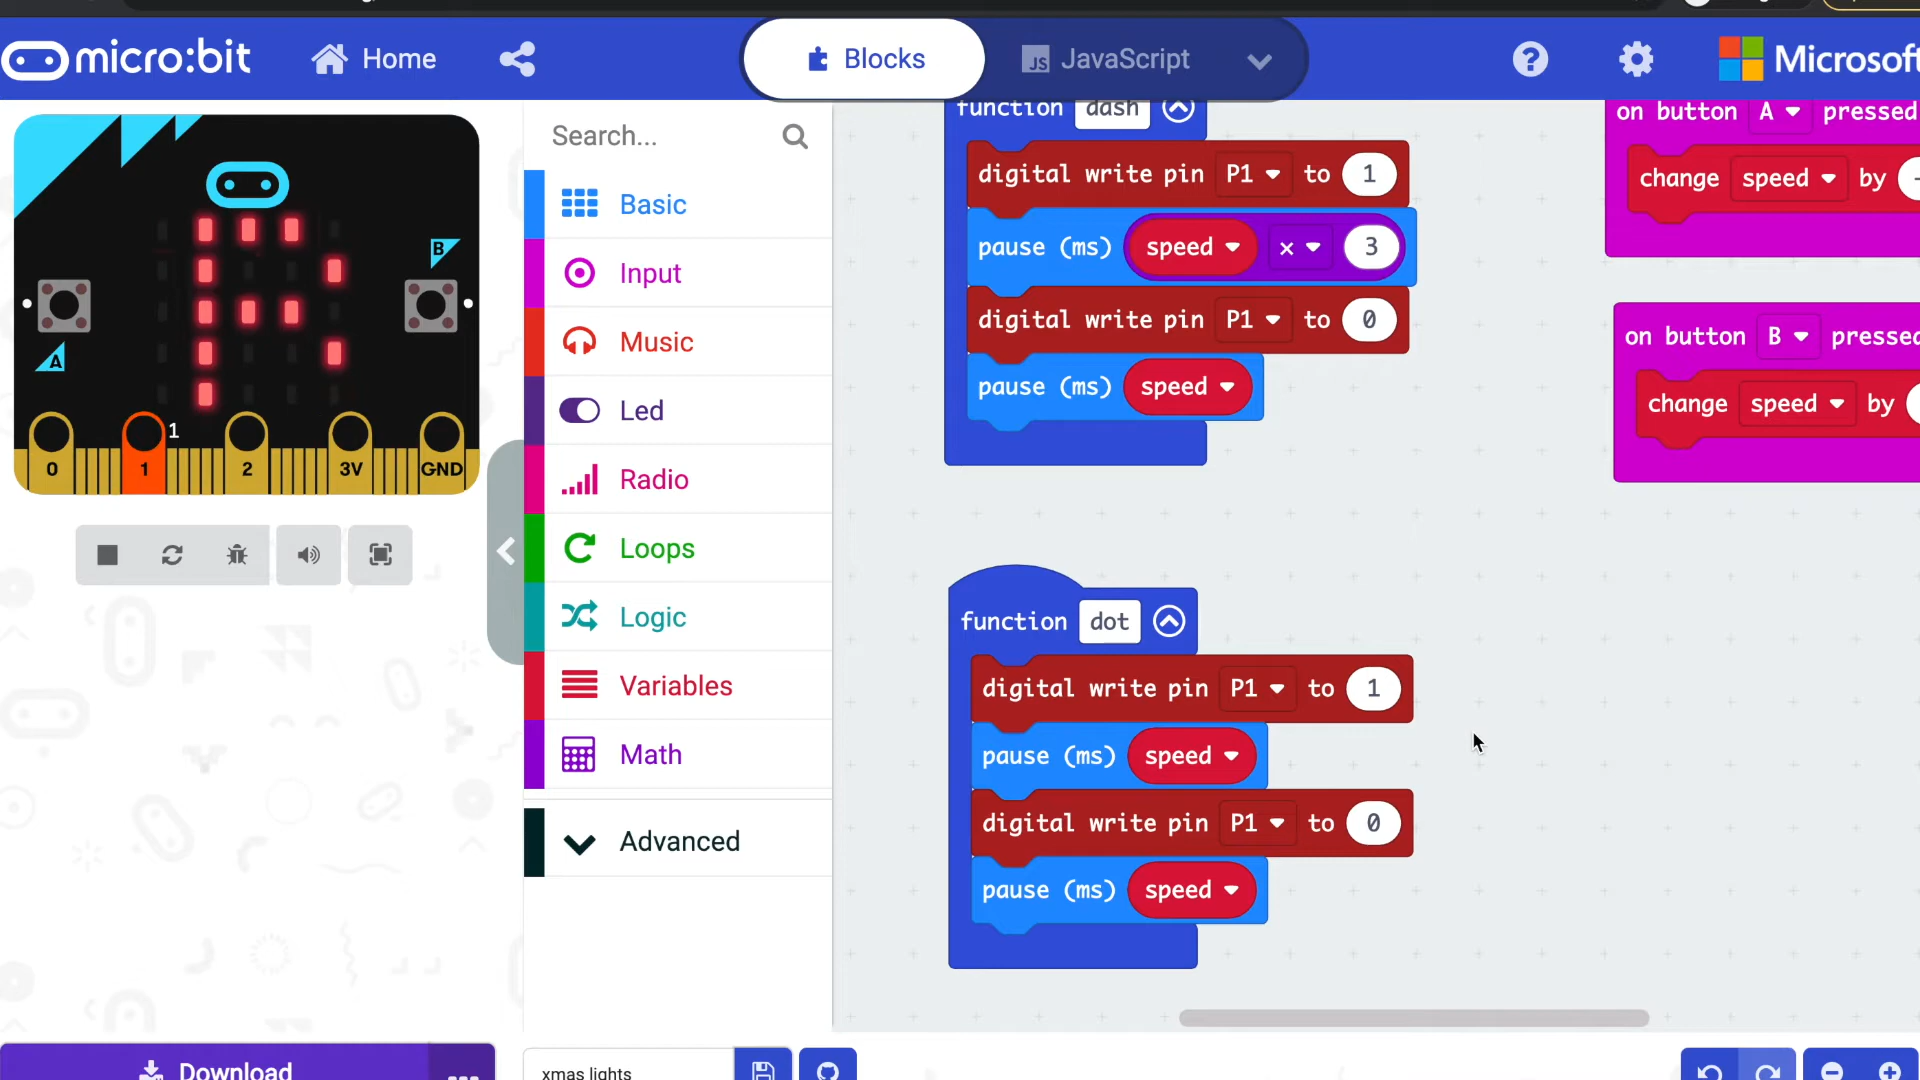 micro:bit
Home
Blocks
JS JavaScript
?
Microsoft
B
A
1
0
1
2
3V
GND
Search...
Basic
Input
Music
Led
Radio
Loops
Logic
Variables
Math
Advanced
function dash
digital write pin P1 to 1
pause (ms) speed × 3
digital write pin P1 to 0
pause (ms) speed
function dot
digital write pin P1 to 1
pause (ms) speed
digital write pin P1 to 0
pause (ms) speed
on button A pressed
change speed by -
on button B pressed
change speed by
Download
xmas lights